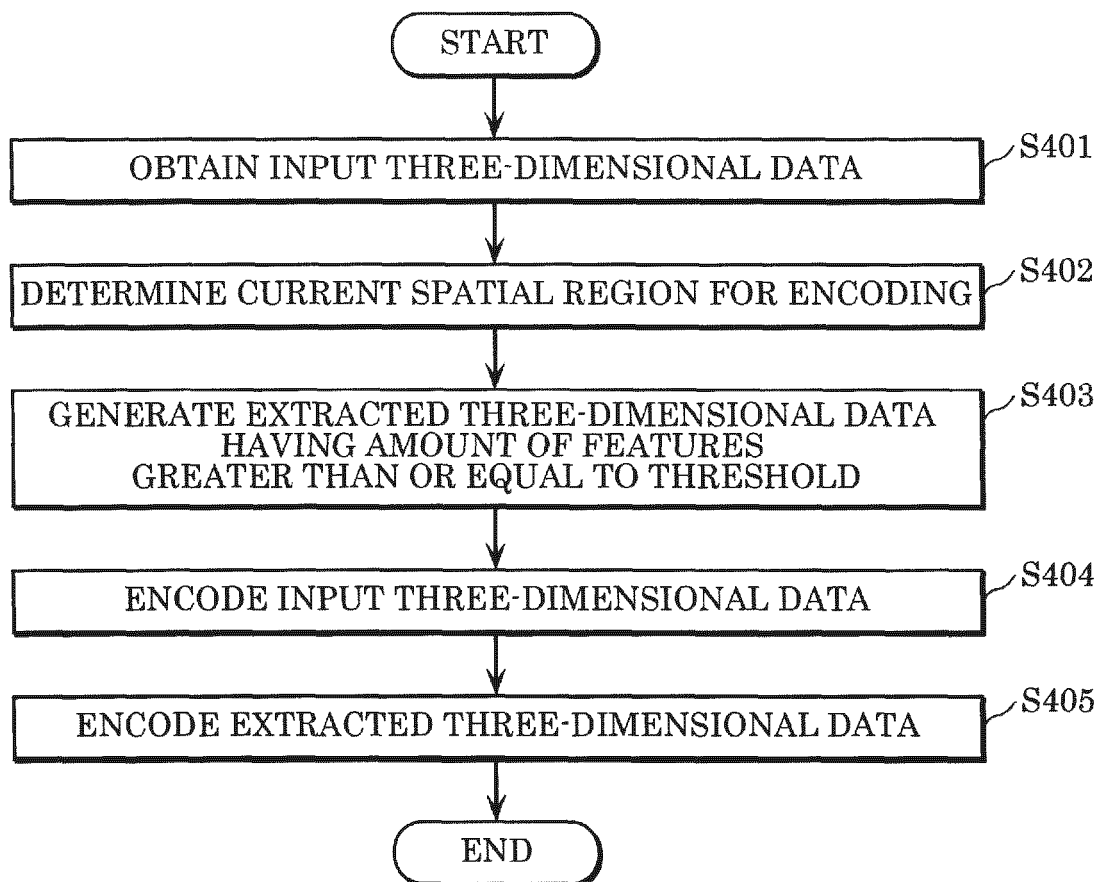 START
OBTAIN INPUT THREE-DIMENSIONAL DATA
S401
DETERMINE CURRENT SPATIAL REGION FOR ENCODING
S402
GENERATE EXTRACTED THREE-DIMENSIONAL DATA
HAVING AMOUNT OF FEATURES
GREATER THAN OR EQUAL TO THRESHOLD
S403
ENCODE INPUT THREE-DIMENSIONAL DATA
S404
ENCODE EXTRACTED THREE-DIMENSIONAL DATA
S405
END